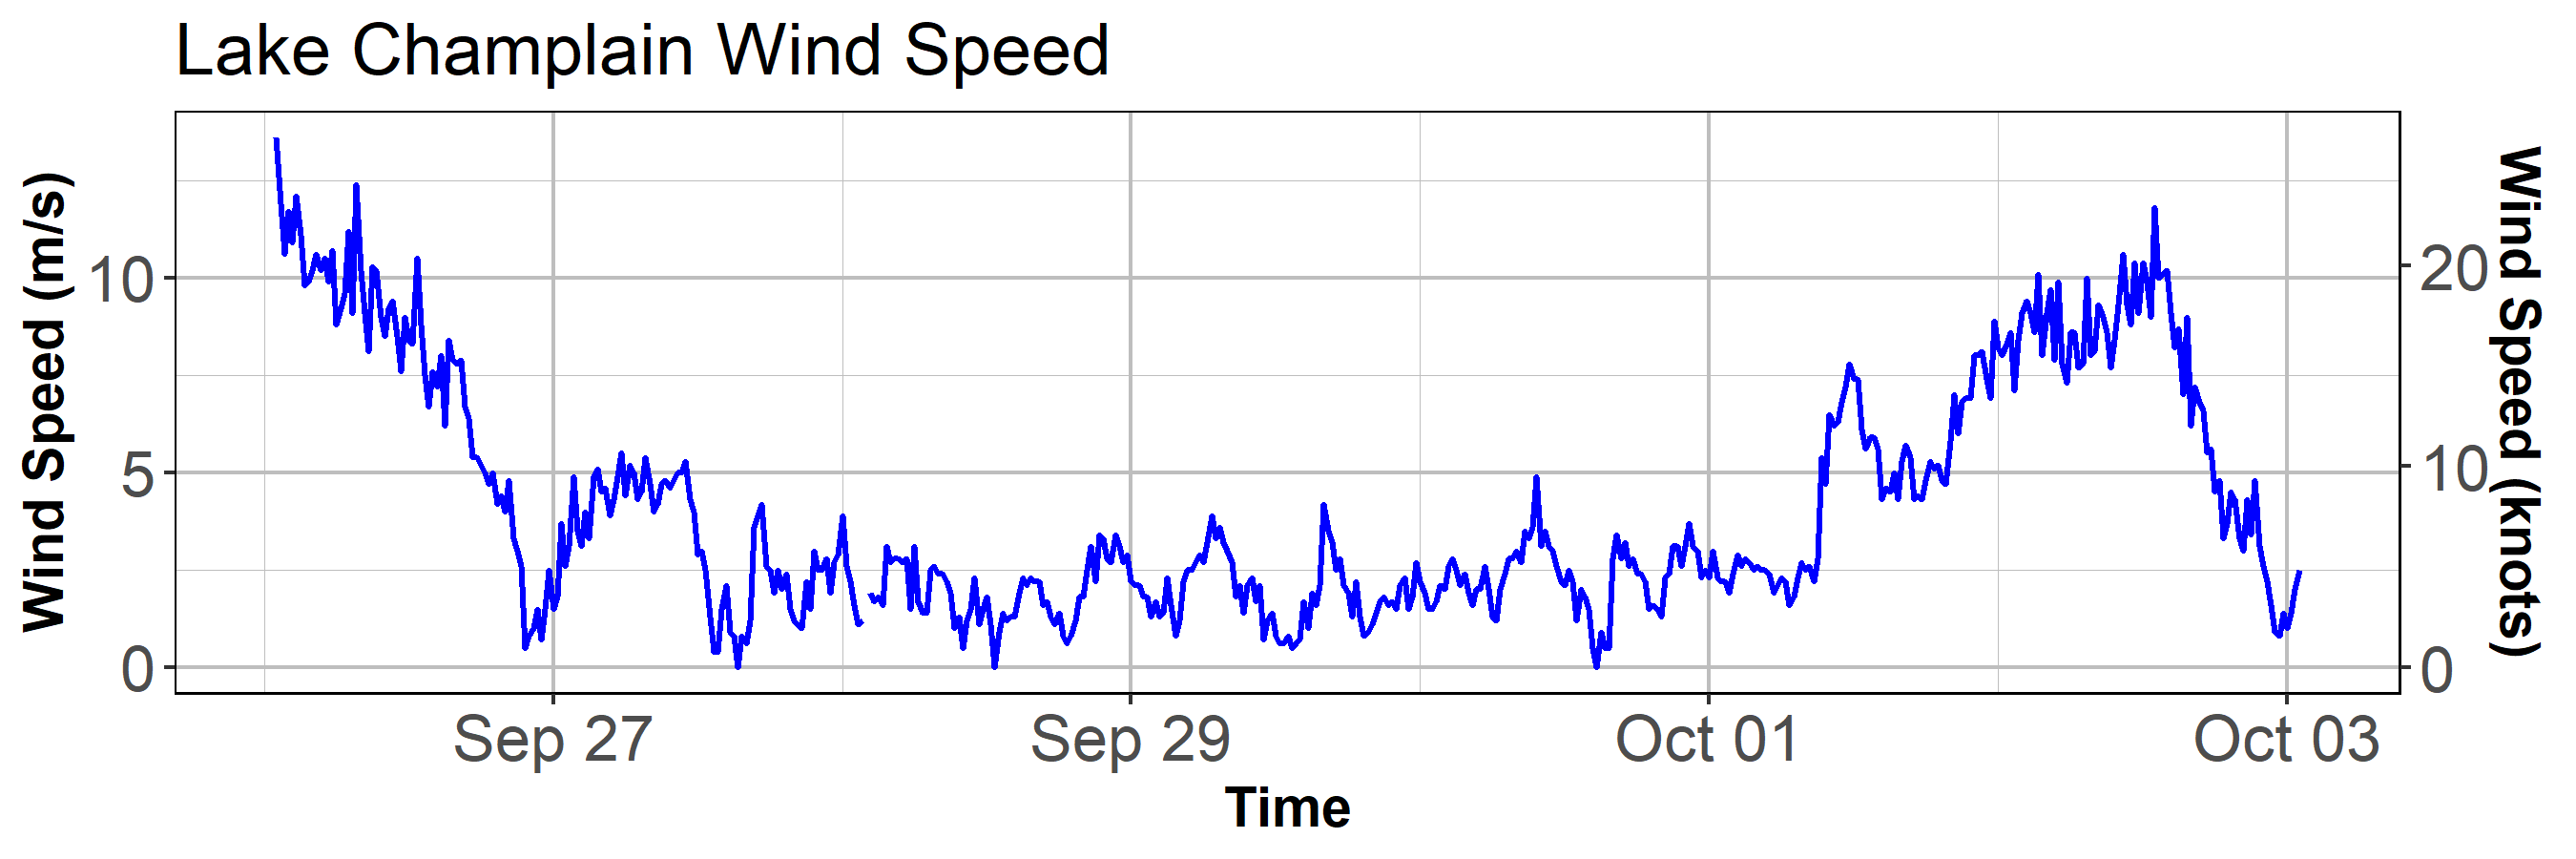 Lake Champlain Wind Speed
Wind Speed (m/s)
10
5
0
20
10
0
Wind Speed (knots)
Sep 27
Sep 29
Oct 01
Oct 03
Time